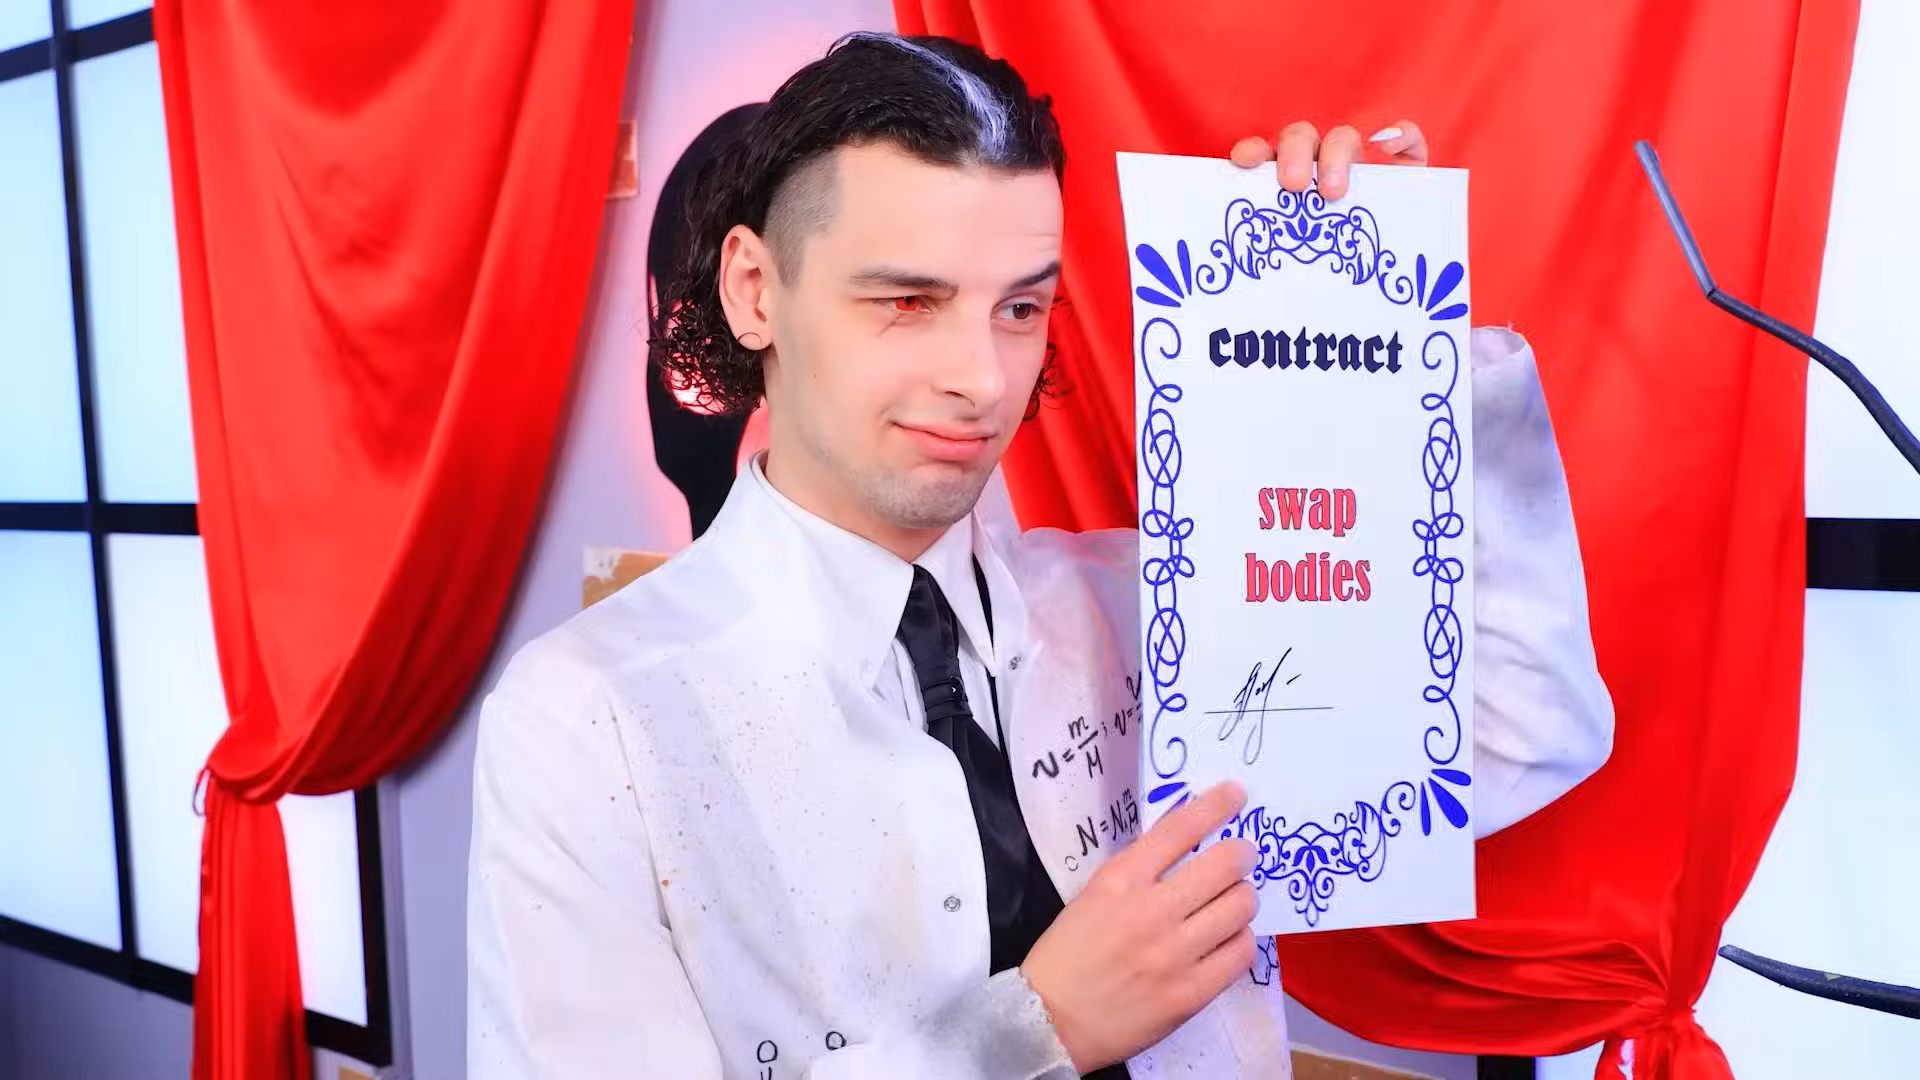 contract
swap
bodies
ν = m/M ; ν =
N = N